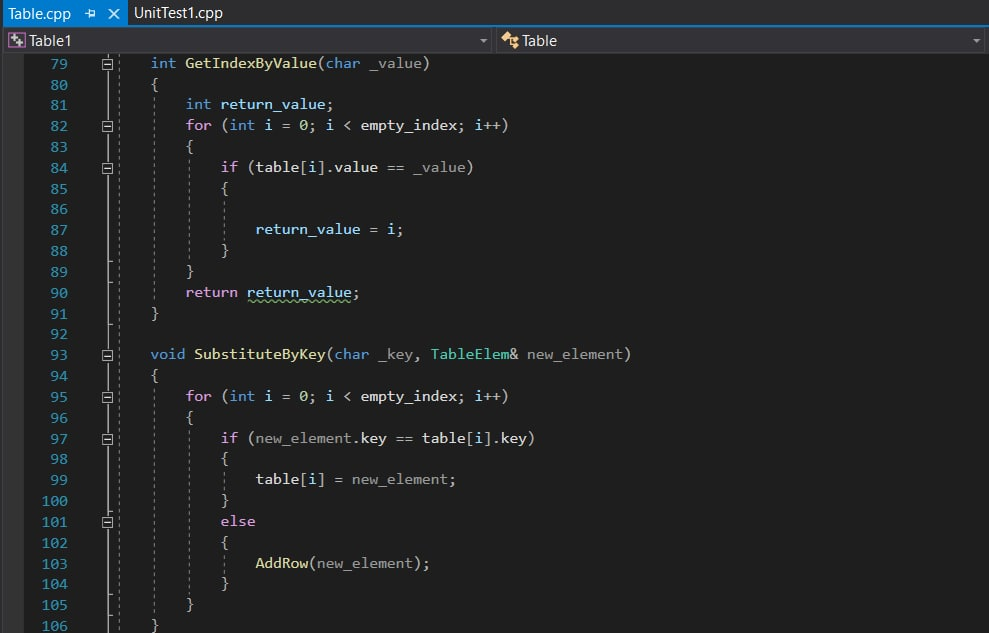 Table.cpp UnitTest1.cpp
Table1 Table
79 int GetIndexByValue(char _value)
80 {
81 int return_value;
82 for (int i = 0; i < empty_index; i++)
83 {
84 if (table[i].value == _value)
85 {
86
87 return_value = i;
88 }
89 }
90 return return_value;
91 }
92
93 void SubstituteByKey(char _key, TableElem& new_element)
94 {
95 for (int i = 0; i < empty_index; i++)
96 {
97 if (new_element.key == table[i].key)
98 {
99 table[i] = new_element;
100 }
101 else
102 {
103 AddRow(new_element);
104 }
105 }
106 }